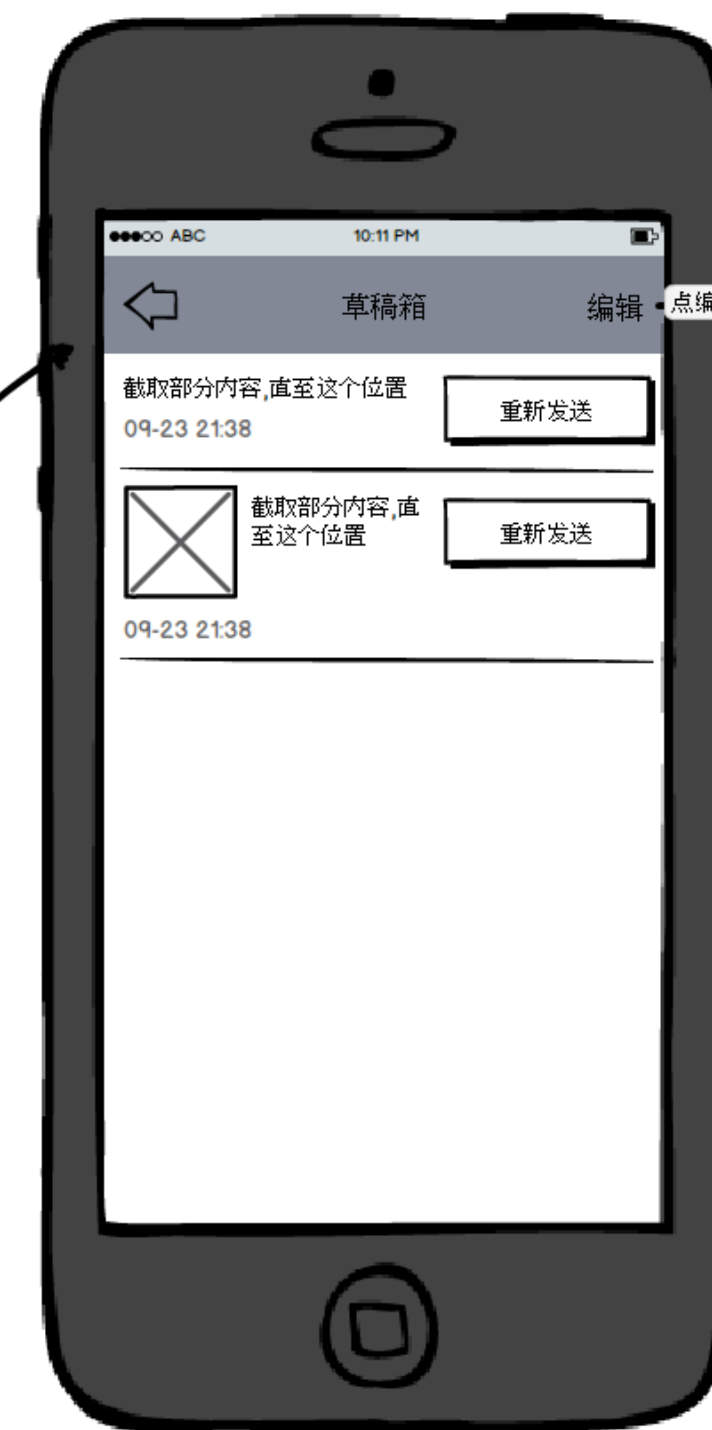 ABC 10:11 PM
草稿箱 编辑 点编
截取部分内容,直至这个位置
重新发送
09-23 21:38
截取部分内容,直
至这个位置
重新发送
09-23 21:38